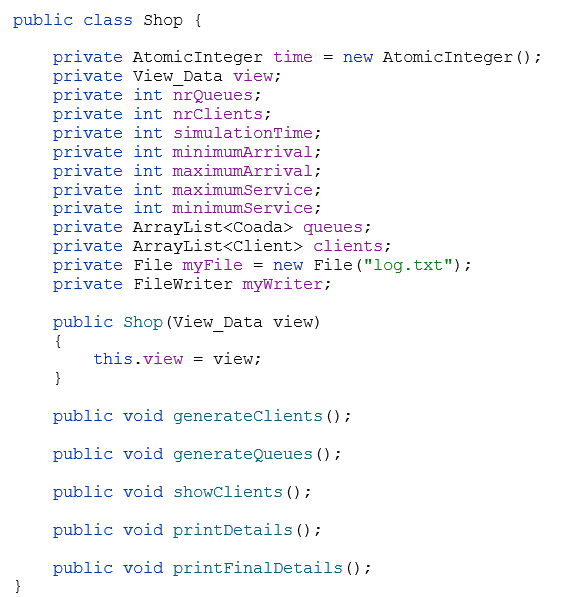 public class Shop {
    private AtomicInteger time = new AtomicInteger();
    private View_Data view;
    private int nrQueues;
    private int nrClients;
    private int simulationTime;
    private int minimumArrival;
    private int maximumArrival;
    private int maximumService;
    private int minimumService;
    private ArrayList<Coada> queues;
    private ArrayList<Client> clients;
    private File myFile = new File("log.txt");
    private FileWriter myWriter;
    public Shop(View_Data view)
    {
        this.view = view;
    }
    public void generateClients();
    public void generateQueues();
    public void showClients();
    public void printDetails();
    public void printFinalDetails();
}